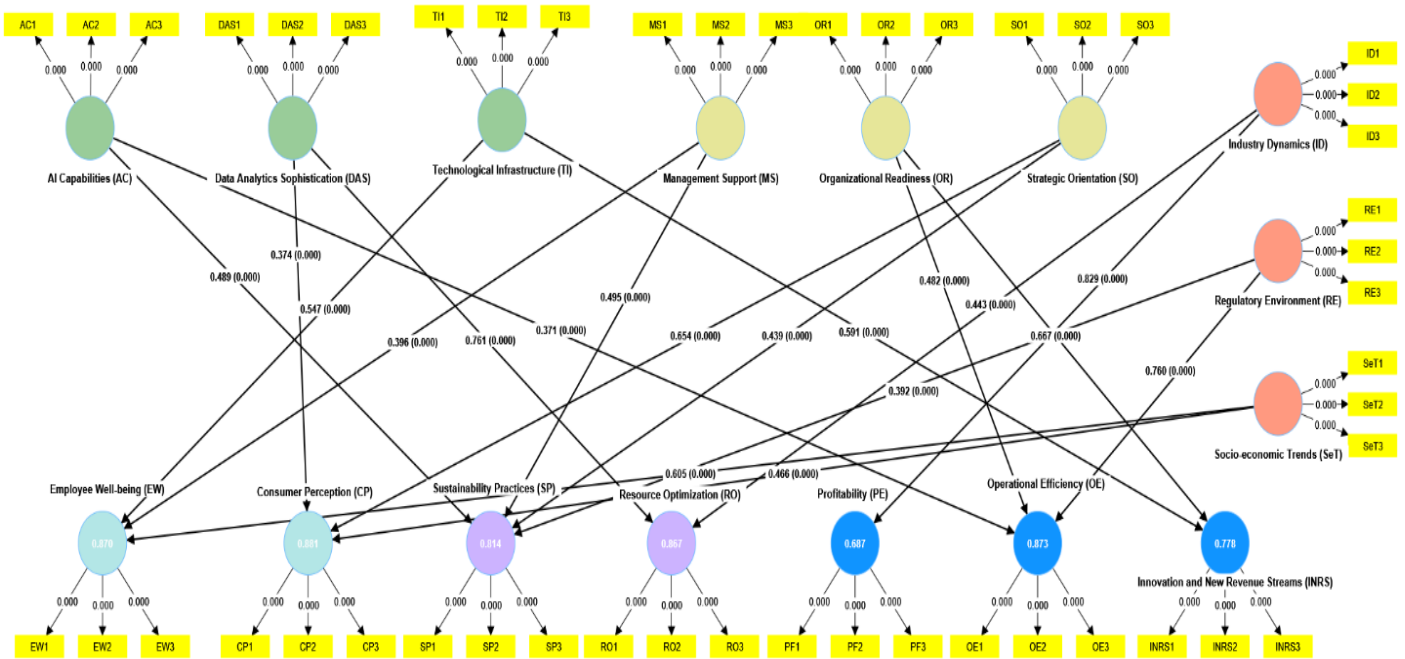 AC1 AC2 AC3 DAS1 DAS2 DAS3 TI1 TI2 TI3 MS1 MS2 MS3 OR1 OR2 OR3 SO1 SO2 SO3
0.000 0.000 0.000 0.000 0.000 0.000 0.000 0.000 0.000 0.000 0.000 0.000 0.000 0.000 0.000 0.000 0.000 0.000
ID1
0.000
0.000 ID2
0.000
ID3
Industry Dynamics (ID)
AI Capabilities (AC) Data Analytics Sophistication (DAS) Technological Infrastructure (TI) Management Support (MS) Organizational Readiness (OR) Strategic Orientation (SO)
RE1
0.000
0.000 RE2
0.000
RE3
Regulatory Environment (RE)
0.374 (0.000)
0.489 (0.000)
0.829 (0.000)
0.482 (0.000)
0.495 (0.000)
0.443 (0.000)
0.547 (0.000)
0.371 (0.000)
0.591 (0.000)
0.654 (0.000)
0.439 (0.000)
0.667 (0.000)
0.396 (0.000)
0.761 (0.000)
0.760 (0.000)
0.392 (0.000)
SeT1
0.000
0.000 SeT2
0.000
SeT3
Socio-economic Trends (SeT)
0.605 (0.000) 0.466 (0.000)
Employee Well-being (EW) Consumer Perception (CP) Sustainability Practices (SP) Resource Optimization (RO) Profitability (PE) Operational Efficiency (OE)
0.870 0.801 0.814 0.867 0.687 0.873 0.778
Innovation and New Revenue Streams (INRS)
0.000 0.000 0.000 0.000 0.000 0.000 0.000 0.000 0.000 0.000 0.000 0.000 0.000 0.000 0.000 0.000 0.000 0.000 0.000 0.000 0.000
EW1 EW2 EW3 CP1 CP2 CP3 SP1 SP2 SP3 RO1 RO2 RO3 PF1 PF2 PF3 OE1 OE2 OE3 INRS1 INRS2 INRS3